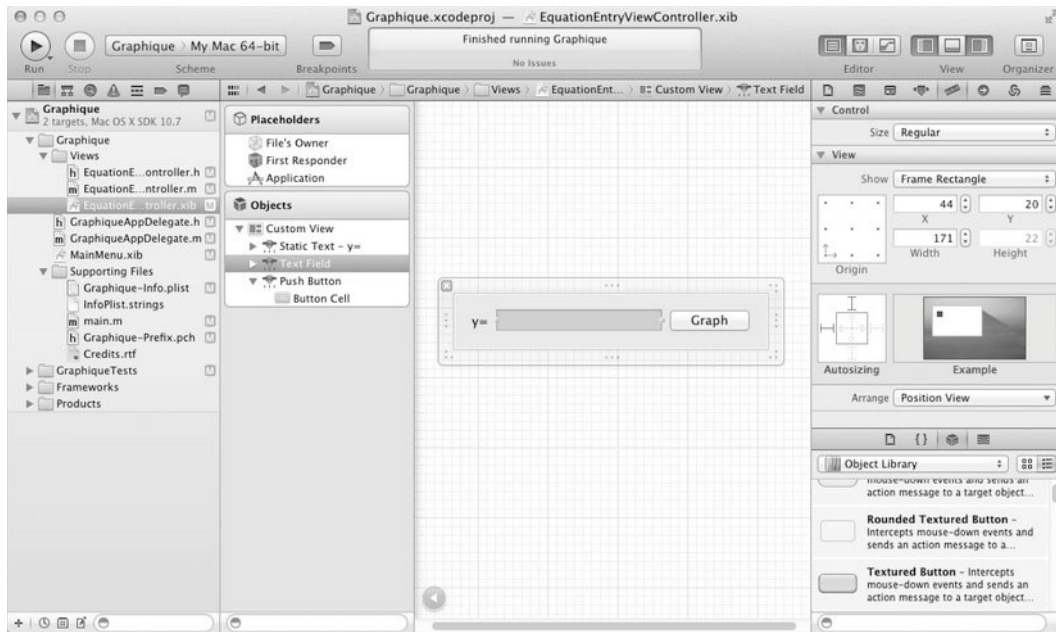 Graphique.xcodeproj — EquationEntryViewController.xib
Run
Stop
Graphique › My Mac 64-bit
Scheme
Breakpoints
Finished running Graphique
No Issues
Editor
View
Organizer
Graphique
2 targets, Mac OS X SDK 10.7
Graphique
Views
EquationE...ontroller.h
EquationE...ntroller.m
EquationE...troller.xib M
GraphiqueAppDelegate.h
GraphiqueAppDelegate.m
MainMenu.xib
Supporting Files
Graphique-Info.plist
InfoPlist.strings
main.m
Graphique-Prefix.pch
Credits.rtf
GraphiqueTests
Frameworks
Products
Graphique › Graphique › Views › EquationEnt... › Custom View › Text Field
Placeholders
File's Owner
First Responder
Application
Objects
Custom View
Static Text - y=
Text Field
Push Button
Button Cell
y=
Graph
Control
Size Regular
View
Show Frame Rectangle
44 20
X Y
171 22
Width Height
Origin
Autosizing
Example
Arrange Position View
Object Library
mouse-down events and sends an
action message to a target object...
Rounded Textured Button -
Intercepts mouse-down events and
sends an action message to a...
Textured Button - Intercepts
mouse-down events and sends an
action message to a target object...